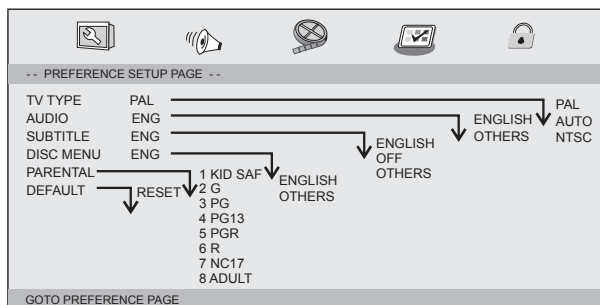 - - PREFERENCE SETUP PAGE - -
TV TYPE PAL
AUDIO ENG
SUBTITLE ENG
DISC MENU ENG
PARENTAL
DEFAULT RESET
1 KID SAF
2 G
3 PG
4 PG13
5 PGR
6 R
7 NC17
8 ADULT
ENGLISH
OTHERS
ENGLISH
OFF
OTHERS
ENGLISH
OTHERS
PAL
AUTO
NTSC
GOTO PREFERENCE PAGE